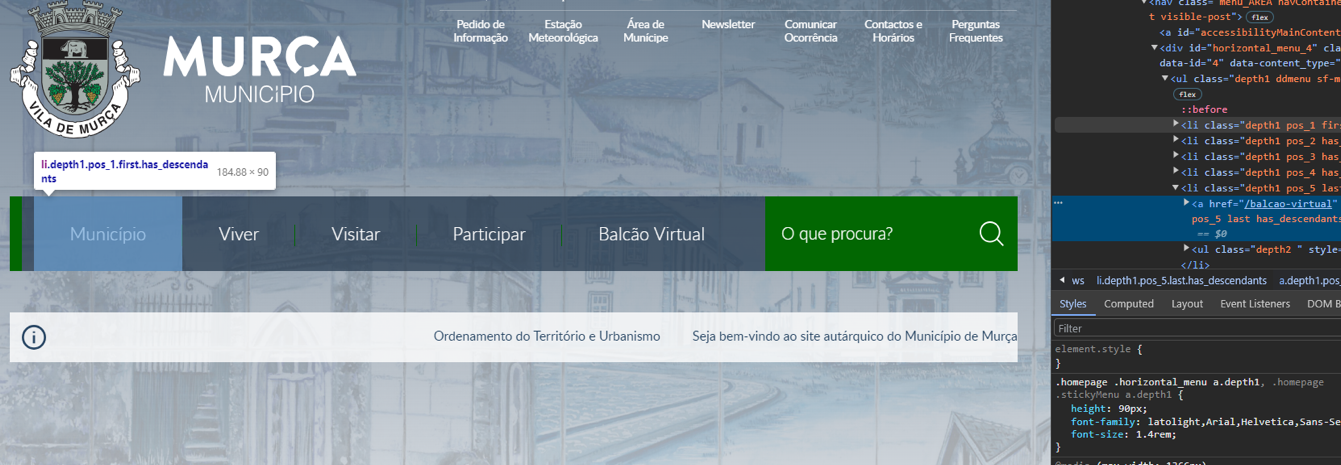 Pedido de Informação
Estação Meteorológica
Área de Munícipe
Newsletter
Comunicar Ocorrência
Contactos e Horários
Perguntas Frequentes
MURÇA
MUNICÍPIO
VILA DE MURÇA
li.depth1.pos_1.first.has_descenda
nts
184.88 × 90
Município
Viver
Visitar
Participar
Balcão Virtual
O que procura?
Ordenamento do Território e Urbanismo
Seja bem-vindo ao site autárquico do Município de Murça
<nav class="menu_AREA navContaine
t visible-post"> flex
<a id="accessibilityMainContent
<div id="horizontal_menu_4" cla
data-id="4" data-content_type="
<ul class="depth1 ddmenu sf-m
flex
::before
<li class="depth1 pos_1 firs
<li class="depth1 pos_2 has_
<li class="depth1 pos_3 has_
<li class="depth1 pos_4 has_
<li class="depth1 pos_5 last
<a href="/balcao-virtual"
pos_5 last has_descendants
== $0
<ul class="depth2 " style=
</li>
ws li.depth1.pos_5.last.has_descendants a.depth1.pos_
Styles Computed Layout Event Listeners DOM B
Filter
element.style {
}
.homepage .horizontal_menu a.depth1, .homepage
.stickyMenu a.depth1 {
height: 90px;
font-family: latolight,Arial,Helvetica,Sans-Se
font-size: 1.4rem;
}